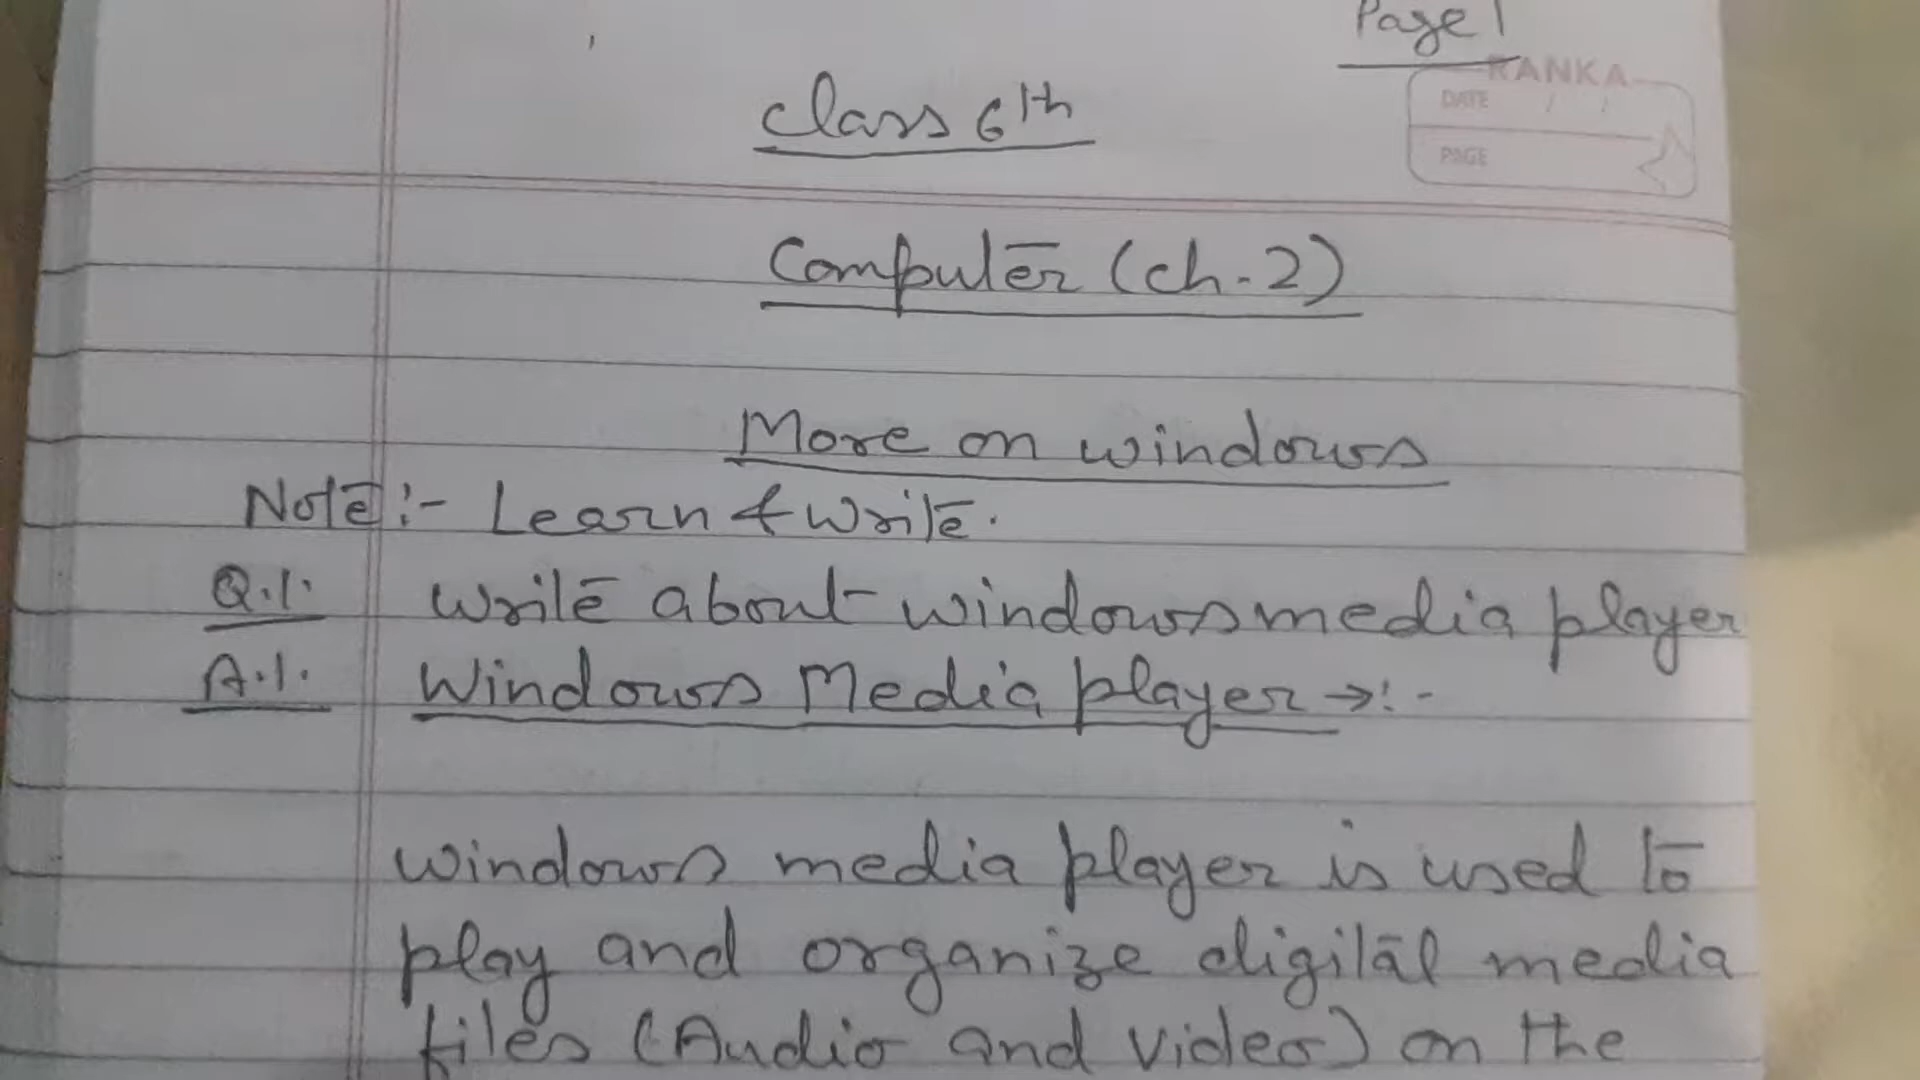 Page 1
RANKA
DATE / /
PAGE
Class 6th
Computer (ch-2)
More on windows
Note:- Learn & write.
Q.1. Write about windows media player
A.1. Windows Media player →:-
windows media player is used to
play and organize digital media
files (Audio and video) on the